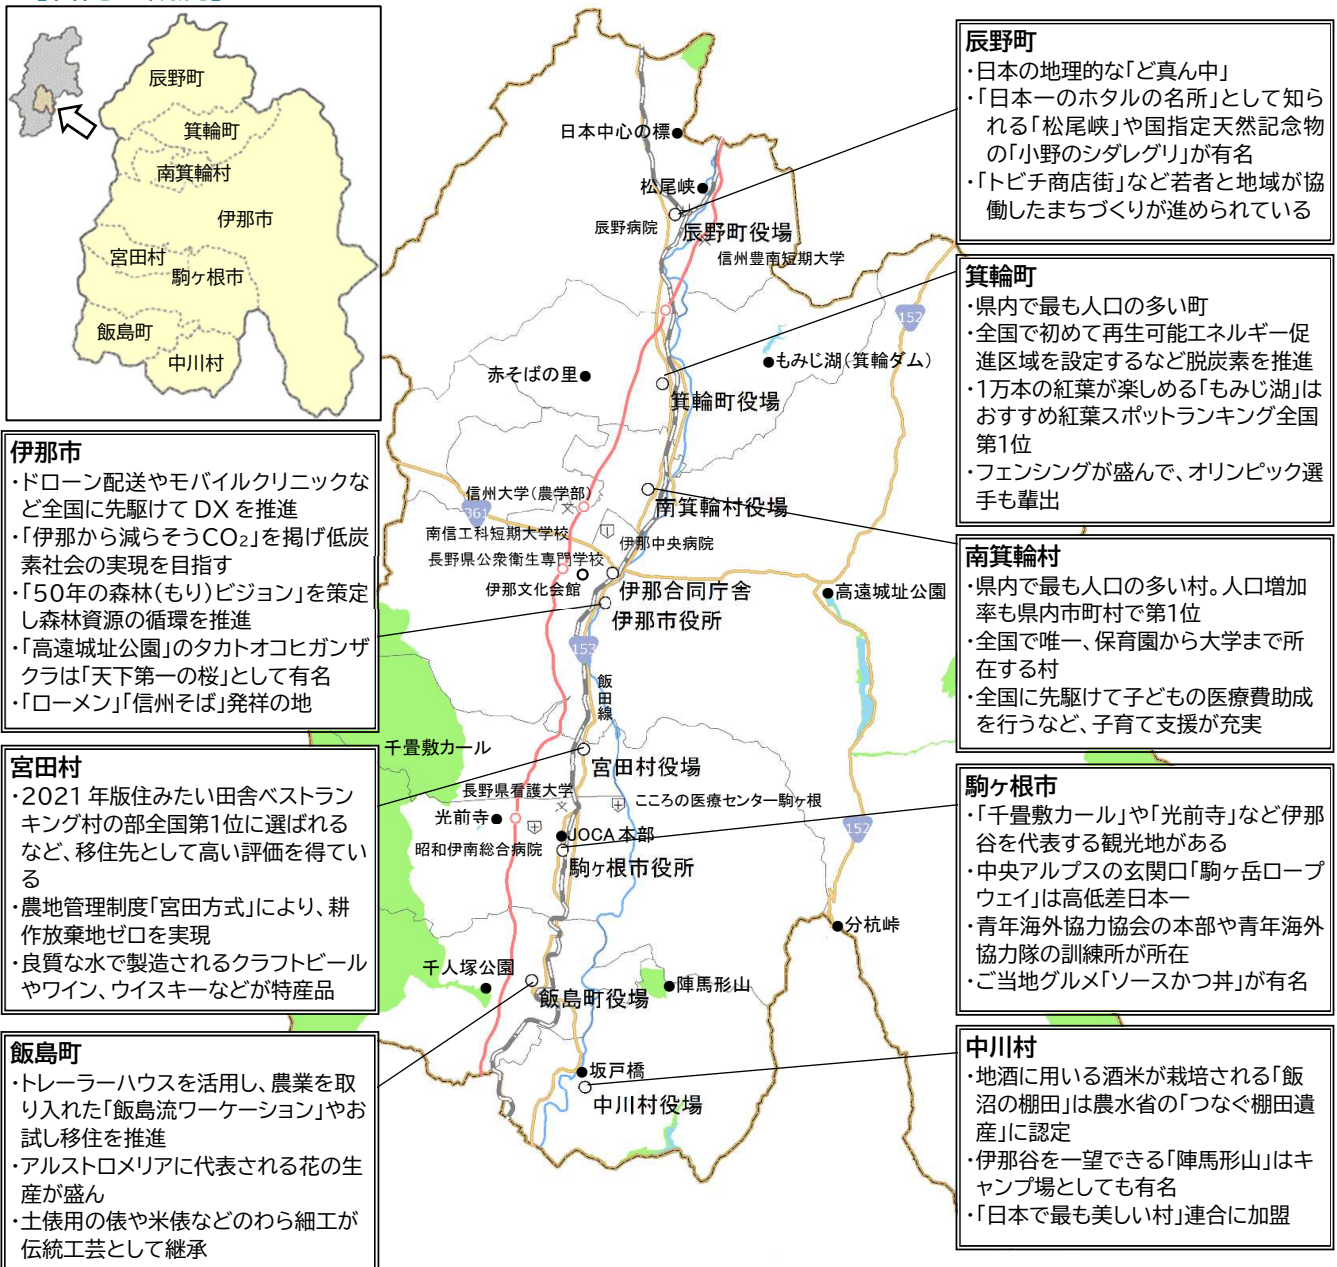 辰野町
箕輪町
南箕輪村
伊那市
宮田村
駒ヶ根市
飯島町
中川村
伊那市
・ドローン配送やモバイルクリニックな
ど全国に先駆けて DX を推進
・「伊那から減らそうCO₂」を掲げ低炭
素社会の実現を目指す
・「50年の森林(もり)ビジョン」を策定
し森林資源の循環を推進
・「高遠城址公園」のタカトオコヒガンザ
クラは「天下第一の桜」として有名
・「ローメン」「信州そば」発祥の地
宮田村
・2021 年版住みたい田舎ベストラン
キング村の部全国第1位に選ばれる
など、移住先として高い評価を得てい
る
・農地管理制度「宮田方式」により、耕
作放棄地ゼロを実現
・良質な水で製造されるクラフトビール
やワイン、ウイスキーなどが特産品
飯島町
・トレーラーハウスを活用し、農業を取
り入れた「飯島流ワーケーション」やお
試し移住を推進
・アルストロメリアに代表される花の生
産が盛ん
・土俵用の俵や米俵などのわら細工が
伝統工芸として継承
日本中心の標
松尾峡
辰野病院
辰野町役場
信州豊南短期大学
152
もみじ湖(箕輪ダム)
赤そばの里
箕輪町役場
信州大学(農学部)
南箕輪村役場
361
南信工科短期大学校
伊那中央病院
長野県公衆衛生専門学校
伊那文化会館
伊那合同庁舎
高遠城址公園
伊那市役所
153
飯田線
千畳敷カール
宮田村役場
長野県看護大学
こころの医療センター駒ヶ根
光前寺
JOCA本部
152
昭和伊南総合病院
駒ヶ根市役所
分杭峠
千人塚公園
陣馬形山
飯島町役場
坂戸橋
中川村役場
辰野町
・日本の地理的な「ど真ん中」
・「日本一のホタルの名所」として知ら
れる「松尾峡」や国指定天然記念物
の「小野のシダレグリ」が有名
・「トビチ商店街」など若者と地域が協
働したまちづくりが進められている
箕輪町
・県内で最も人口の多い町
・全国で初めて再生可能エネルギー促
進区域を設定するなど脱炭素を推進
・1万本の紅葉が楽しめる「もみじ湖」は
おすすめ紅葉スポットランキング全国
第1位
・フェンシングが盛んで、オリンピック選
手も輩出
南箕輪村
・県内で最も人口の多い村。人口増加
率も県内市町村で第1位
・全国で唯一、保育園から大学まで所
在する村
・全国に先駆けて子どもの医療費助成
を行うなど、子育て支援が充実
駒ヶ根市
・「千畳敷カール」や「光前寺」など伊那
谷を代表する観光地がある
・中央アルプスの玄関口「駒ヶ岳ロープ
ウェイ」は高低差日本一
・青年海外協力協会の本部や青年海外
協力隊の訓練所が所在
・ご当地グルメ「ソースかつ丼」が有名
中川村
・地酒に用いる酒米が栽培される「飯
沼の棚田」は農水省の「つなぐ棚田遺
産」に認定
・伊那谷を一望できる「陣馬形山」はキ
ャンプ場としても有名
・「日本で最も美しい村」連合に加盟